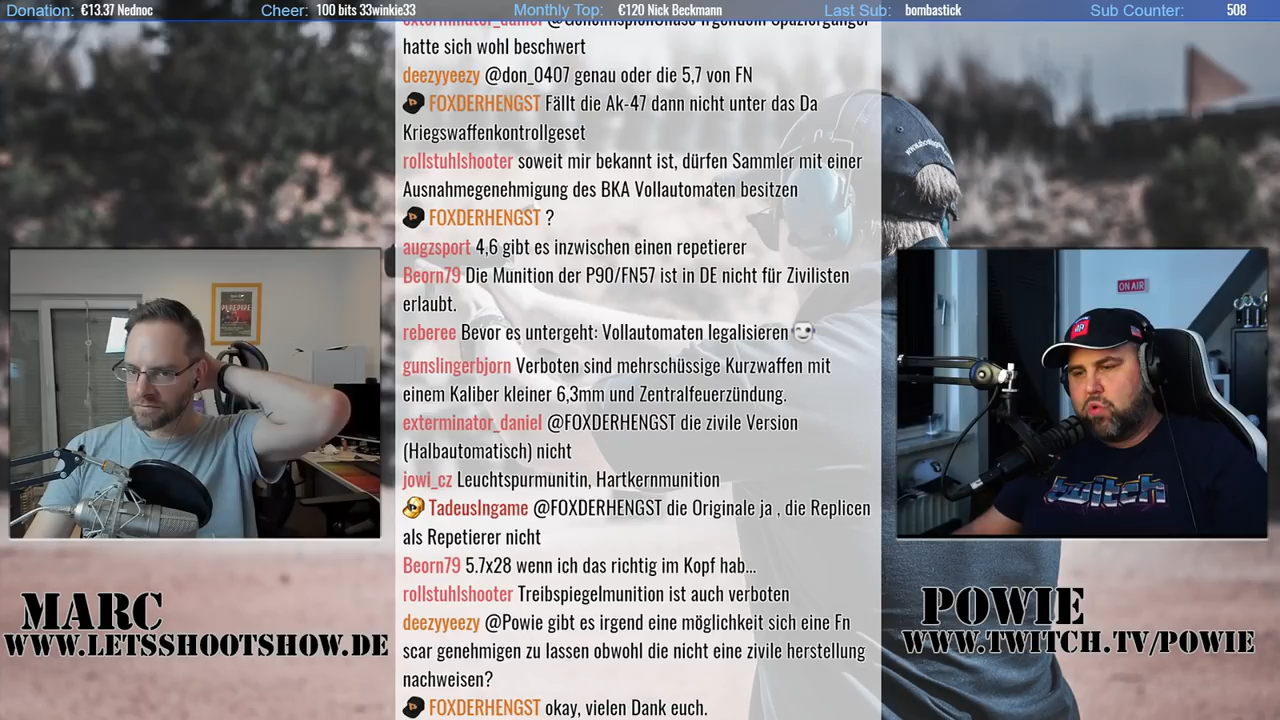 Donation: €13.37 Nednoc Cheer: 100 bits 33winkie33 Monthly Top: €120 Nick Beckmann Last Sub: bombastick Sub Counter: 508
exterminator_daniel @Geheimspielehase irgendein Spaziergänger
hatte sich wohl beschwert
deezyyeezy @don_0407 genau oder die 5,7 von FN
FOXDERHENGST Fällt die Ak-47 dann nicht unter das Da
Kriegswaffenkontrollgeset
rollstuhlshooter soweit mir bekannt ist, dürfen Sammler mit einer
Ausnahmegenehmigung des BKA Vollautomaten besitzen
FOXDERHENGST ?
augzsport 4,6 gibt es inzwischen einen repetierer
Beorn79 Die Munition der P90/FN57 ist in DE nicht für Zivilisten
erlaubt.
reberee Bevor es untergeht: Vollautomaten legalisieren
gunslingerbjorn Verboten sind mehrschüssige Kurzwaffen mit
einem Kaliber kleiner 6,3mm und Zentralfeuerzündung.
exterminator_daniel @FOXDERHENGST die zivile Version
(Halbautomatisch) nicht
jowi_cz Leuchtspurmunitin, Hartkernmunition
TadeusIngame @FOXDERHENGST die Originale ja , die Replicen
als Repetierer nicht
Beorn79 5.7x28 wenn ich das richtig im Kopf hab...
rollstuhlshooter Treibspiegelmunition ist auch verboten
deezyyeezy @Powie gibt es irgend eine möglichkeit sich eine Fn
scar genehmigen zu lassen obwohl die nicht eine zivile herstellung
nachweisen?
FOXDERHENGST okay, vielen Dank euch.
MARC
WWW.LETSSHOOTSHOW.DE
ON AIR
twitch
POWIE
WWW.TWITCH.TV/POWIE